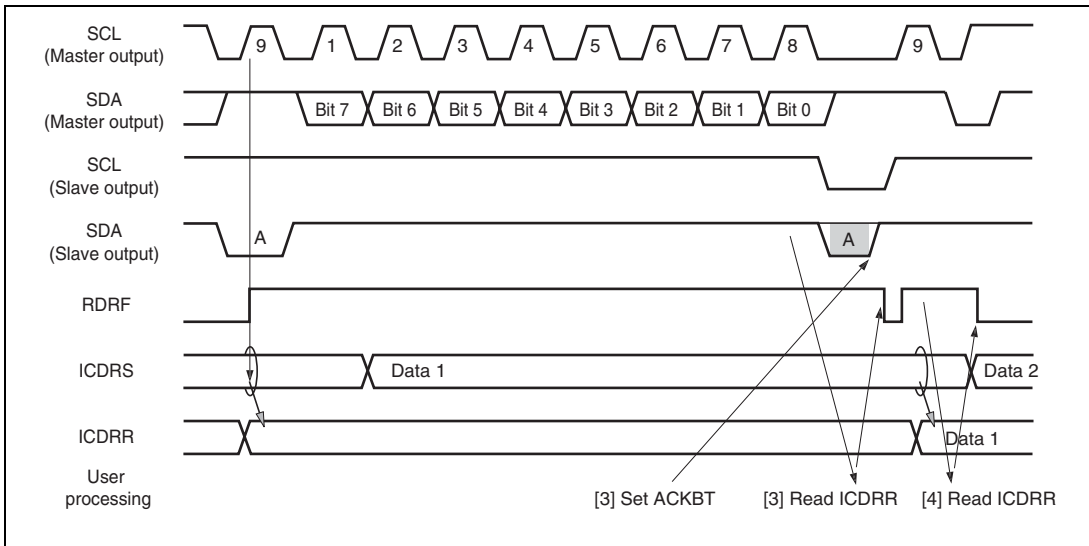 SCL
(Master output)
9 1 2 3 4 5 6 7 8 9
SDA
(Master output)
Bit 7 Bit 6 Bit 5 Bit 4 Bit 3 Bit 2 Bit 1 Bit 0
SCL
(Slave output)
SDA
(Slave output)
A A
RDRF
ICDRS
Data 1 Data 2
ICDRR
Data 1
User
processing
[3] Set ACKBT [3] Read ICDRR [4] Read ICDRR